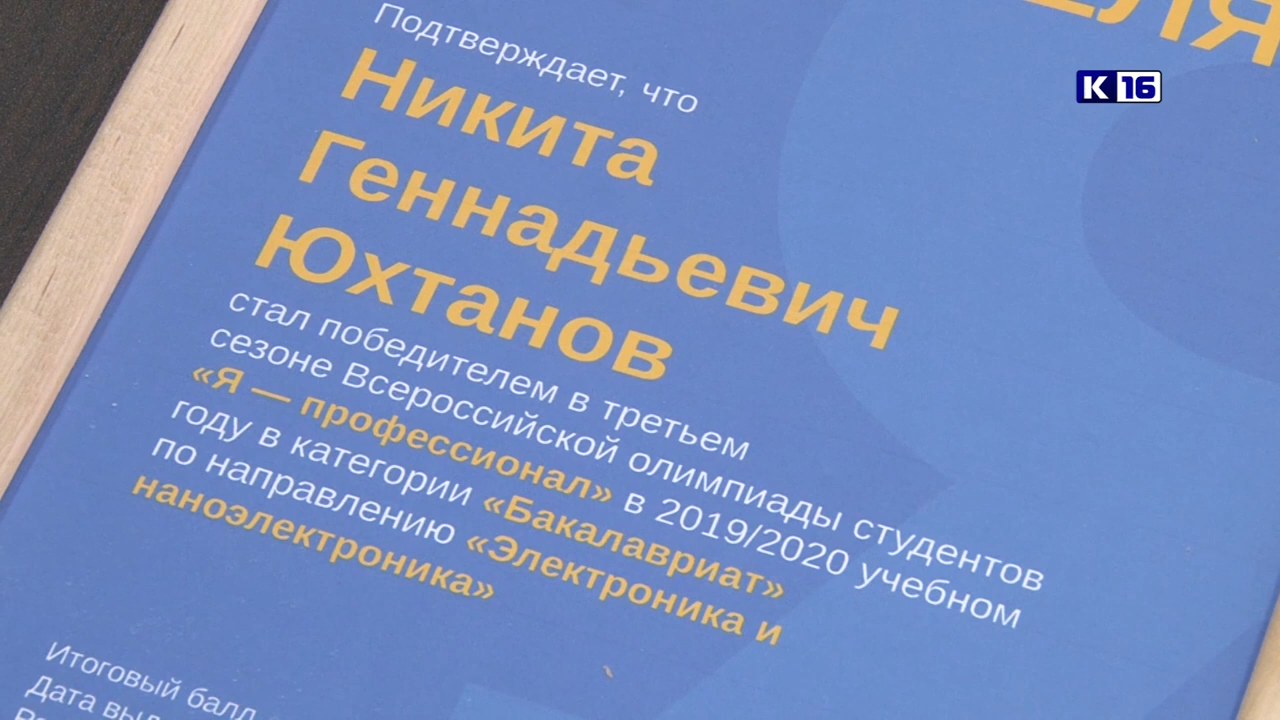 ЕЛЯ
К 16
Подтверждает, что
Никита
Геннадьевич
Юхтанов
стал победителем в третьем
сезоне Всероссийской олимпиады студентов
«Я — профессионал» в 2019/2020 учебном
году в категории «Бакалавриат»
по направлению «Электроника и
наноэлектроника»
Итоговый балл
Дата